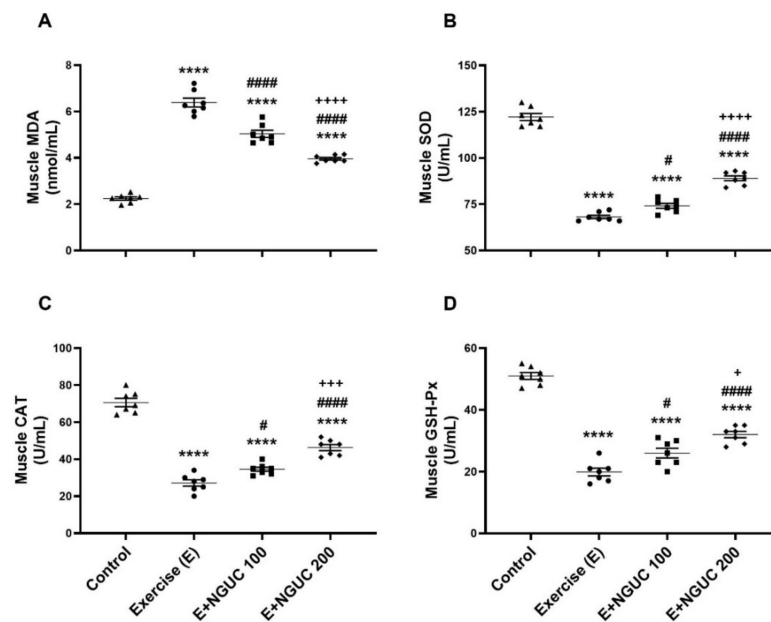 A
Muscle MDA
(nmol/mL)
8
6
4
2
0
****
####
****
++++
####
****
B
Muscle SOD
(U/mL)
150
125
100
75
50
****
#
****
++++
####
****
C
Muscle CAT
(U/mL)
100
80
60
40
20
0
****
#
****
+++
####
****
Control
Exercise (E)
E+NGUC 100
E+NGUC 200
D
Muscle GSH-Px
(U/mL)
60
40
20
0
****
#
****
+
####
****
Control
Exercise (E)
E+NGUC 100
E+NGUC 200